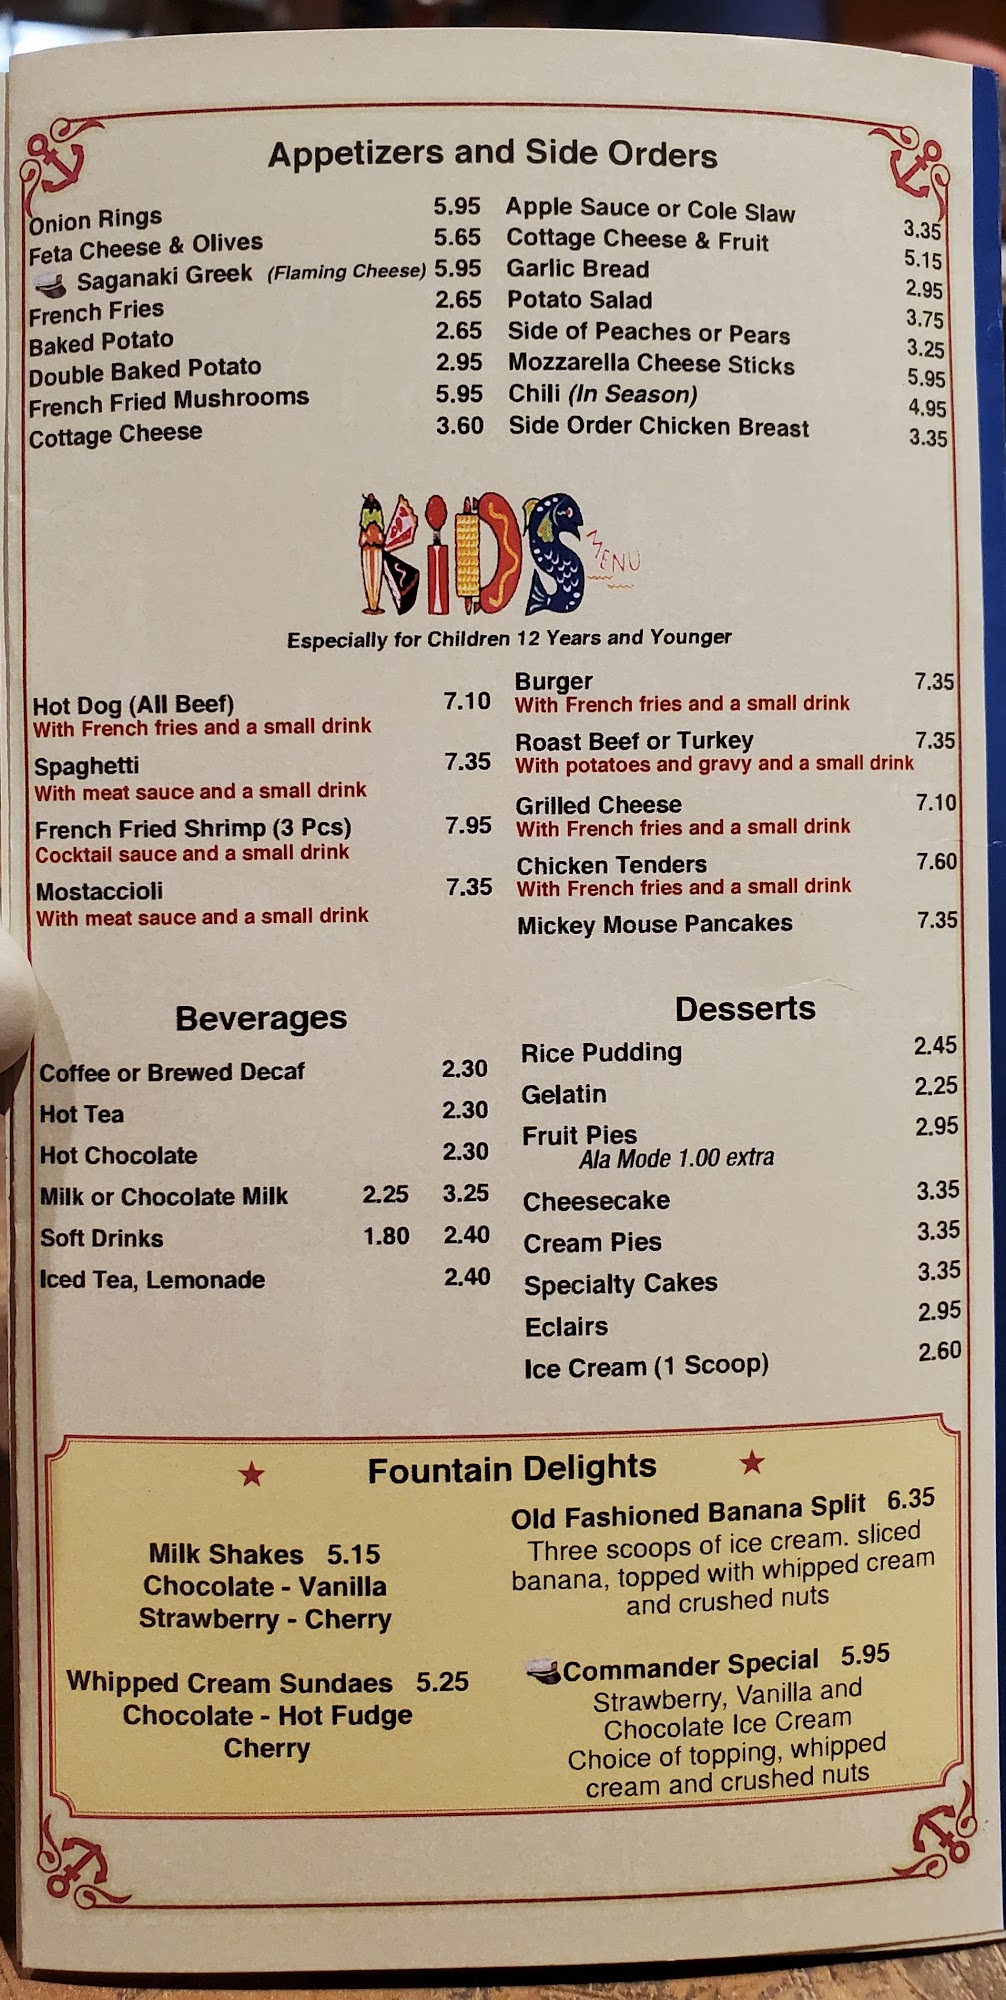 Appetizers and Side Orders
Onion Rings 5.95
Feta Cheese & Olives 5.65
Saganaki Greek (Flaming Cheese) 5.95
French Fries 2.65
Baked Potato 2.65
Double Baked Potato 2.95
French Fried Mushrooms 5.95
Cottage Cheese 3.60
Apple Sauce or Cole Slaw 3.35
Cottage Cheese & Fruit 5.15
Garlic Bread 2.95
Potato Salad 3.75
Side of Peaches or Pears 3.25
Mozzarella Cheese Sticks 5.95
Chili (In Season) 4.95
Side Order Chicken Breast 3.35
KiDS MENU
Especially for Children 12 Years and Younger
Hot Dog (All Beef) 7.10
With French fries and a small drink
Spaghetti 7.35
With meat sauce and a small drink
French Fried Shrimp (3 Pcs) 7.95
Cocktail sauce and a small drink
Mostaccioli 7.35
With meat sauce and a small drink
Burger 7.35
With French fries and a small drink
Roast Beef or Turkey 7.35
With potatoes and gravy and a small drink
Grilled Cheese 7.10
With French fries and a small drink
Chicken Tenders 7.60
With French fries and a small drink
Mickey Mouse Pancakes 7.35
Beverages
Coffee or Brewed Decaf 2.30
Hot Tea 2.30
Hot Chocolate 2.30
Milk or Chocolate Milk 2.25 3.25
Soft Drinks 1.80 2.40
Iced Tea, Lemonade 2.40
Desserts
Rice Pudding 2.45
Gelatin 2.25
Fruit Pies 2.95
Ala Mode 1.00 extra
Cheesecake 3.35
Cream Pies 3.35
Specialty Cakes 3.35
Eclairs 2.95
Ice Cream (1 Scoop) 2.60
Fountain Delights
Milk Shakes 5.15
Chocolate - Vanilla
Strawberry - Cherry
Whipped Cream Sundaes 5.25
Chocolate - Hot Fudge
Cherry
Old Fashioned Banana Split 6.35
Three scoops of ice cream. sliced
banana, topped with whipped cream
and crushed nuts
Commander Special 5.95
Strawberry, Vanilla and
Chocolate Ice Cream
Choice of topping, whipped
cream and crushed nuts